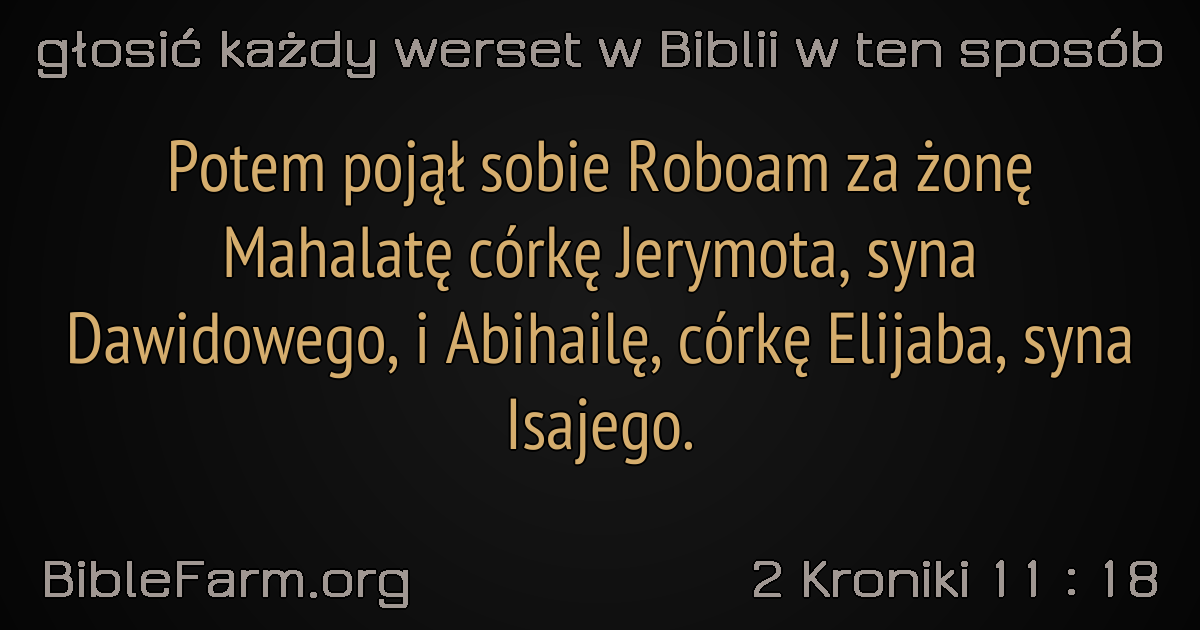 głosić każdy werset w Biblii w ten sposób
Potem pojął sobie Roboam za żonę
Mahalatę córkę Jerymota, syna
Dawidowego, i Abihailę, córkę Elijaba, syna
Isajego.
BibleFarm.org
2 Kroniki 11 : 18